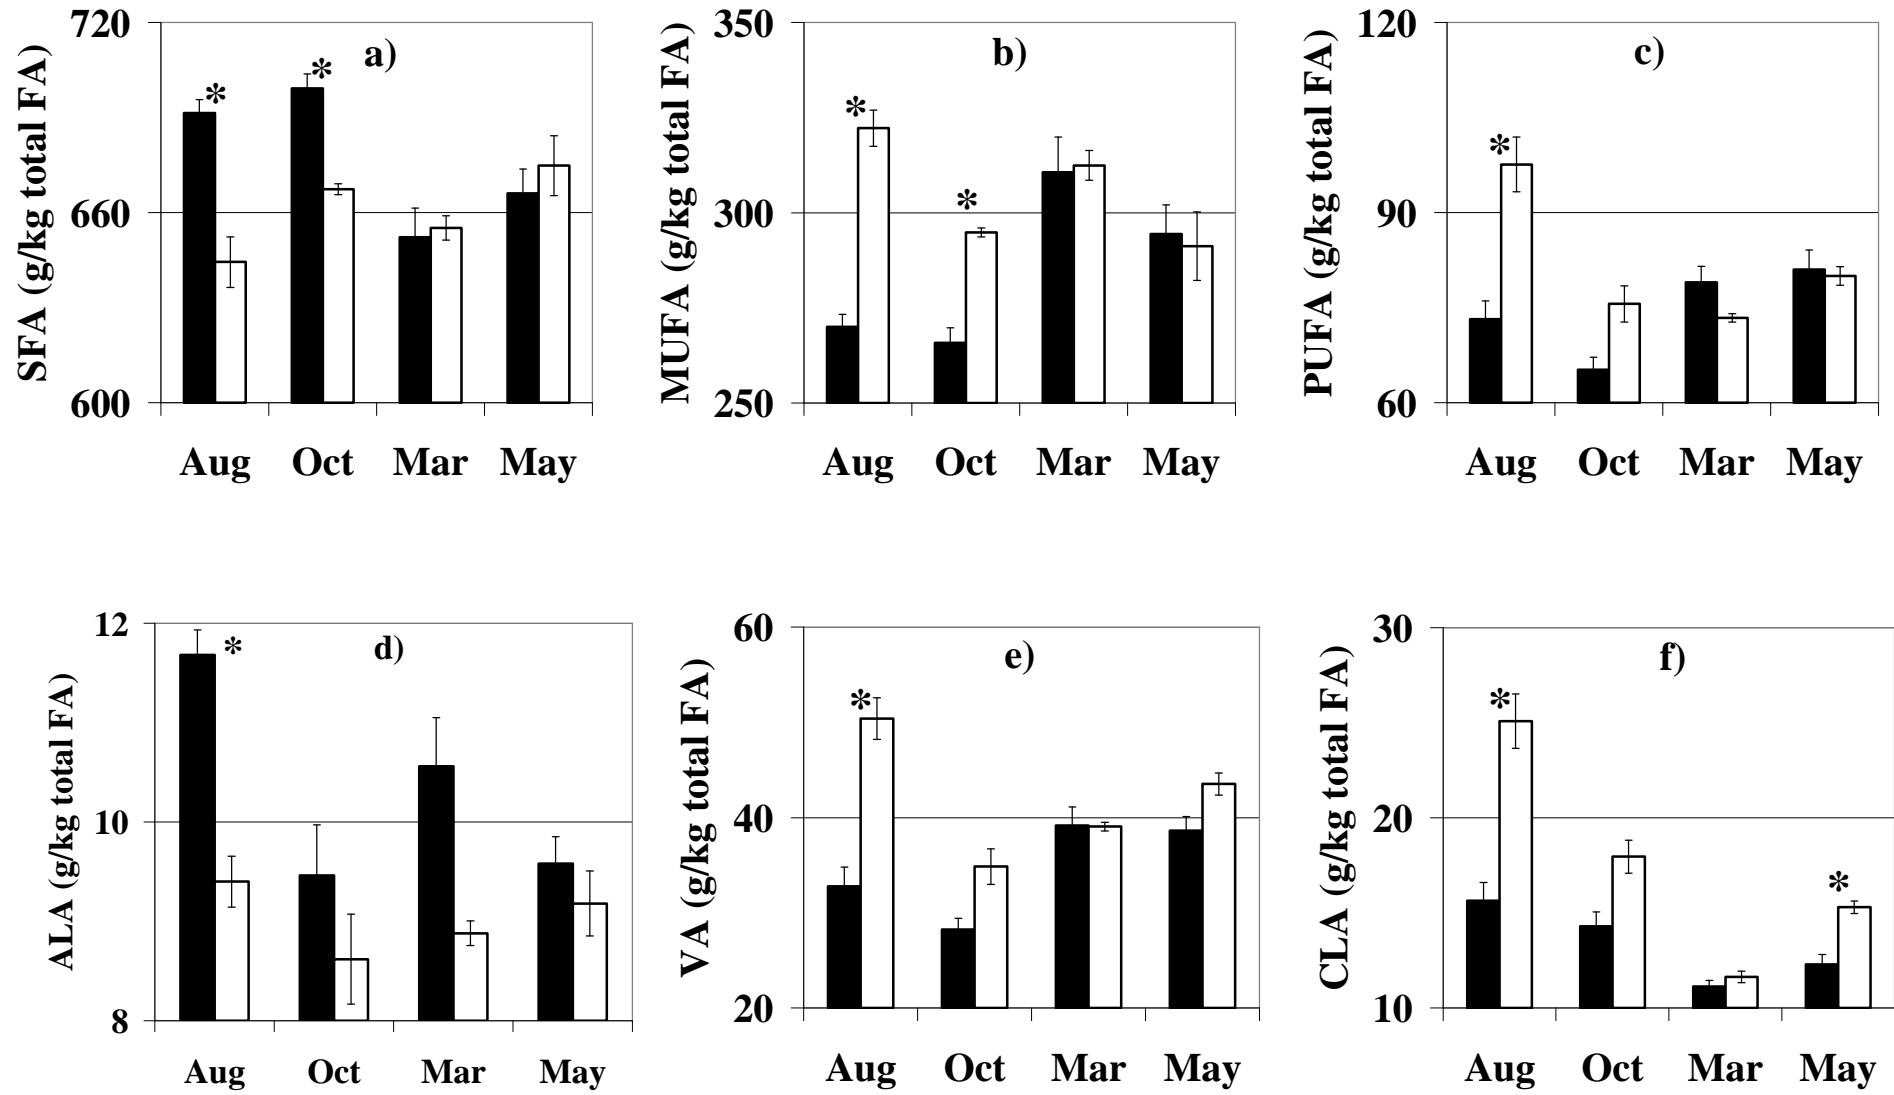 SFA (g/kg total FA)
720
660
600
a)
*
*
Aug Oct Mar May
MUFA (g/kg total FA)
350
300
250
b)
*
*
Aug Oct Mar May
PUFA (g/kg total FA)
120
90
60
c)
*
Aug Oct Mar May
ALA (g/kg total FA)
12
10
8
d)
*
Aug Oct Mar May
VA (g/kg total FA)
60
40
20
e)
*
Aug Oct Mar May
CLA (g/kg total FA)
30
20
10
f)
*
*
Aug Oct Mar May